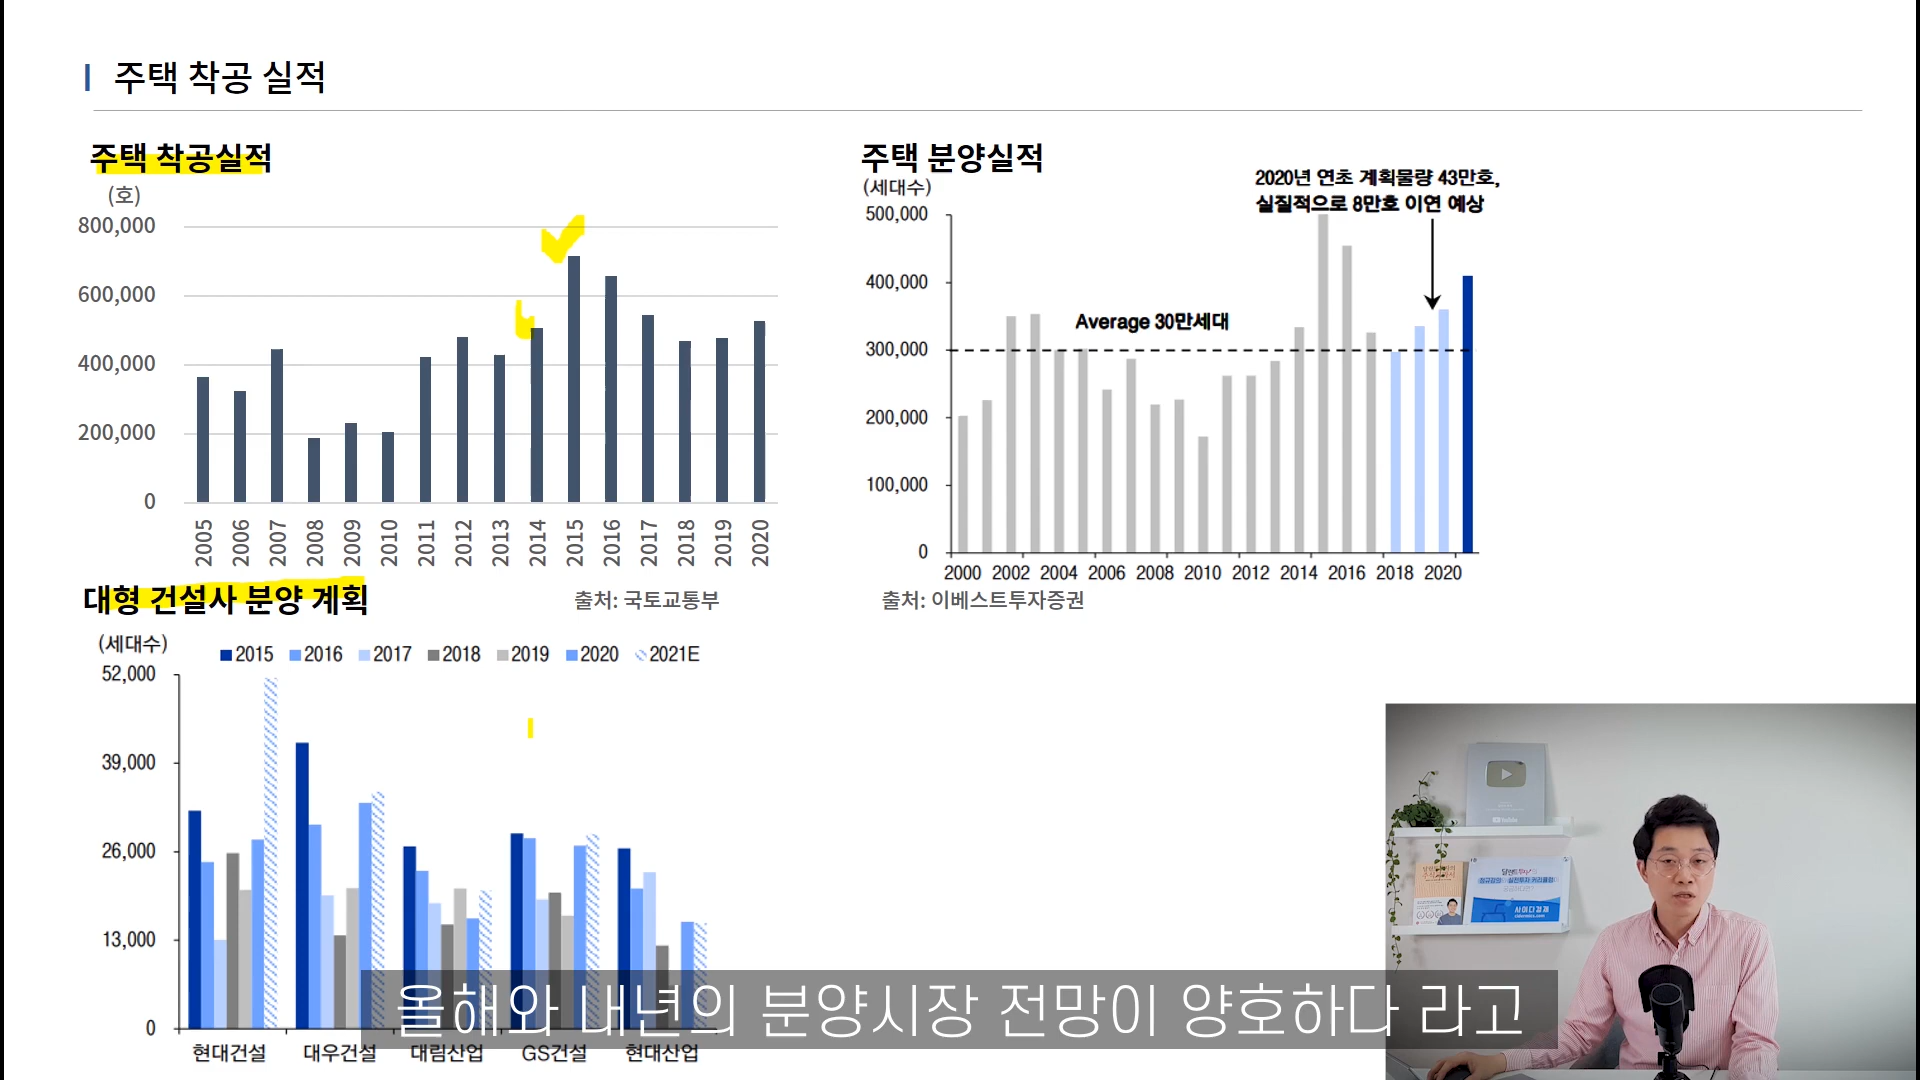 주택 착공 실적
주택 착공실적
(호)
800,000
600,000
400,000
200,000
0
2005 2006 2007 2008 2009 2010 2011 2012 2013 2014 2015 2016 2017 2018 2019 2020
출처: 국토교통부
주택 분양실적
(세대수)
2020년 연초 계획물량 43만호,
실질적으로 8만호 이연 예상
500,000
400,000
Average 30만세대
300,000
200,000
100,000
0
2000 2002 2004 2006 2008 2010 2012 2014 2016 2018 2020
출처: 이베스트투자증권
대형 건설사 분양 계획
(세대수)
2015 2016 2017 2018 2019 2020 2021E
52,000
39,000
26,000
13,000
0
현대건설 대우건설 대림산업 GS건설 현대산업
올해와 내년의 분양시장 전망이 양호하다 라고
YouTube
사이다경제